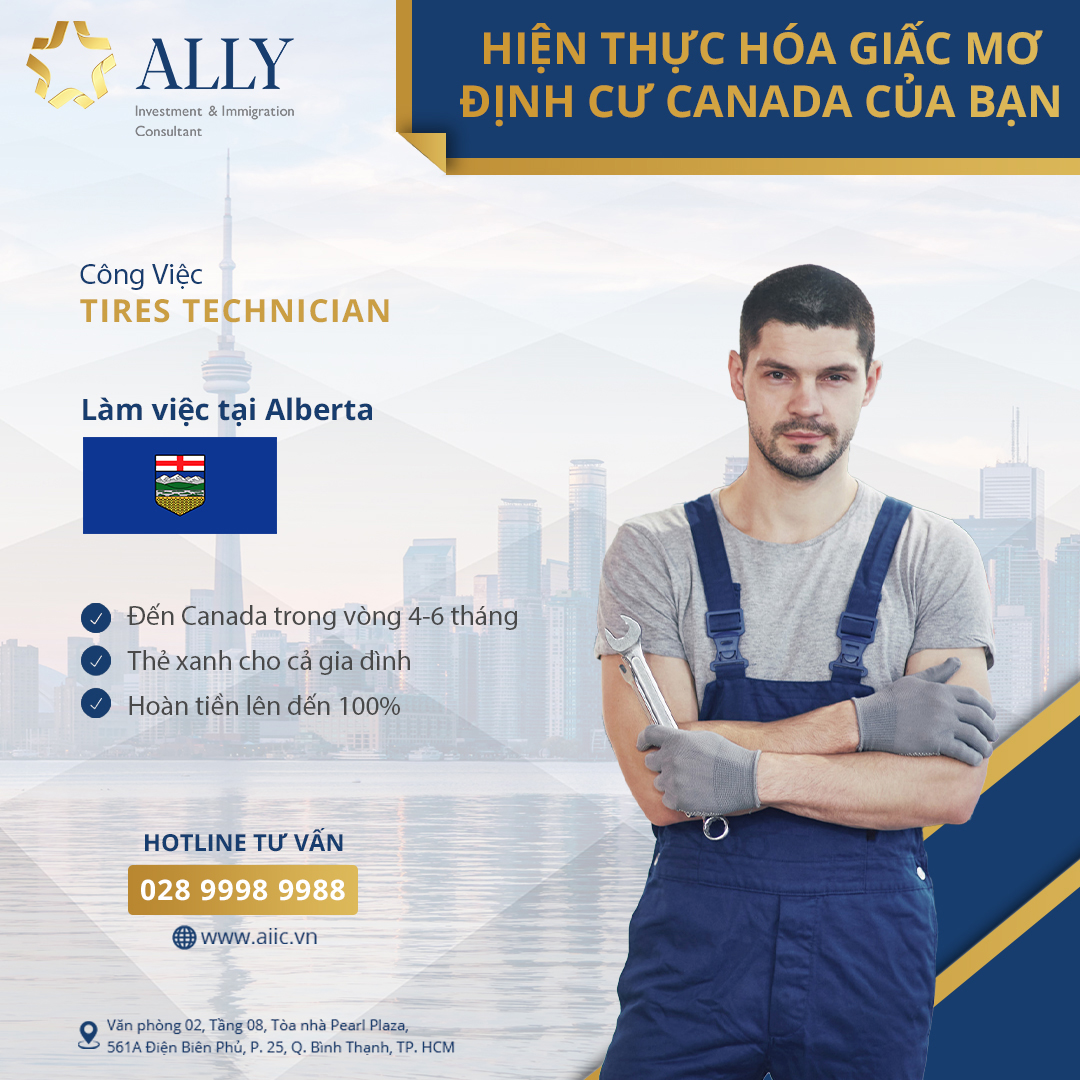 ALLY
Investment & Immigration
Consultant
HIỆN THỰC HÓA GIẤC MƠ
ĐỊNH CƯ CANADA CỦA BẠN
Công Việc
TIRES TECHNICIAN
Làm việc tại Alberta
Đến Canada trong vòng 4-6 tháng
Thẻ xanh cho cả gia đình
Hoàn tiền lên đến 100%
HOTLINE TƯ VẤN
028 9998 9988
www.aiic.vn
Văn phòng 02, Tầng 08, Tòa nhà Pearl Plaza,
561A Điện Biên Phủ, P. 25, Q. Bình Thạnh, TP. HCM